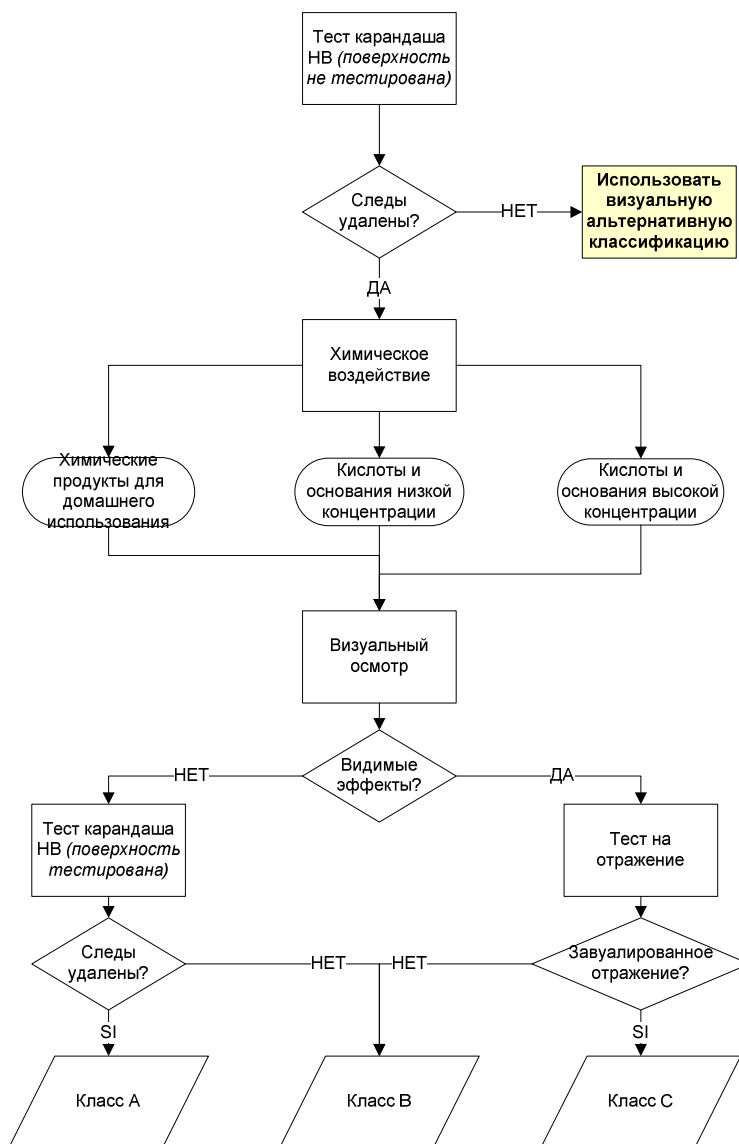 Тест карандаша
НВ (поверхность
не тестирована)
Следы
удалены?
НЕТ
Использовать
визуальную
альтернативную
классификацию
ДА
Химическое
воздействие
Химические
продукты для
домашнего
использования
Кислоты и
основания низкой
концентрации
Кислоты и
основания высокой
концентрации
Визуальный
осмотр
Видимые
эффекты?
НЕТ
ДА
Тест карандаша
НВ (поверхность
тестирована)
Тест на
отражение
Следы
удалены?
НЕТ
НЕТ
Завуалированное
отражение?
SI
SI
Класс А
Класс В
Класс С